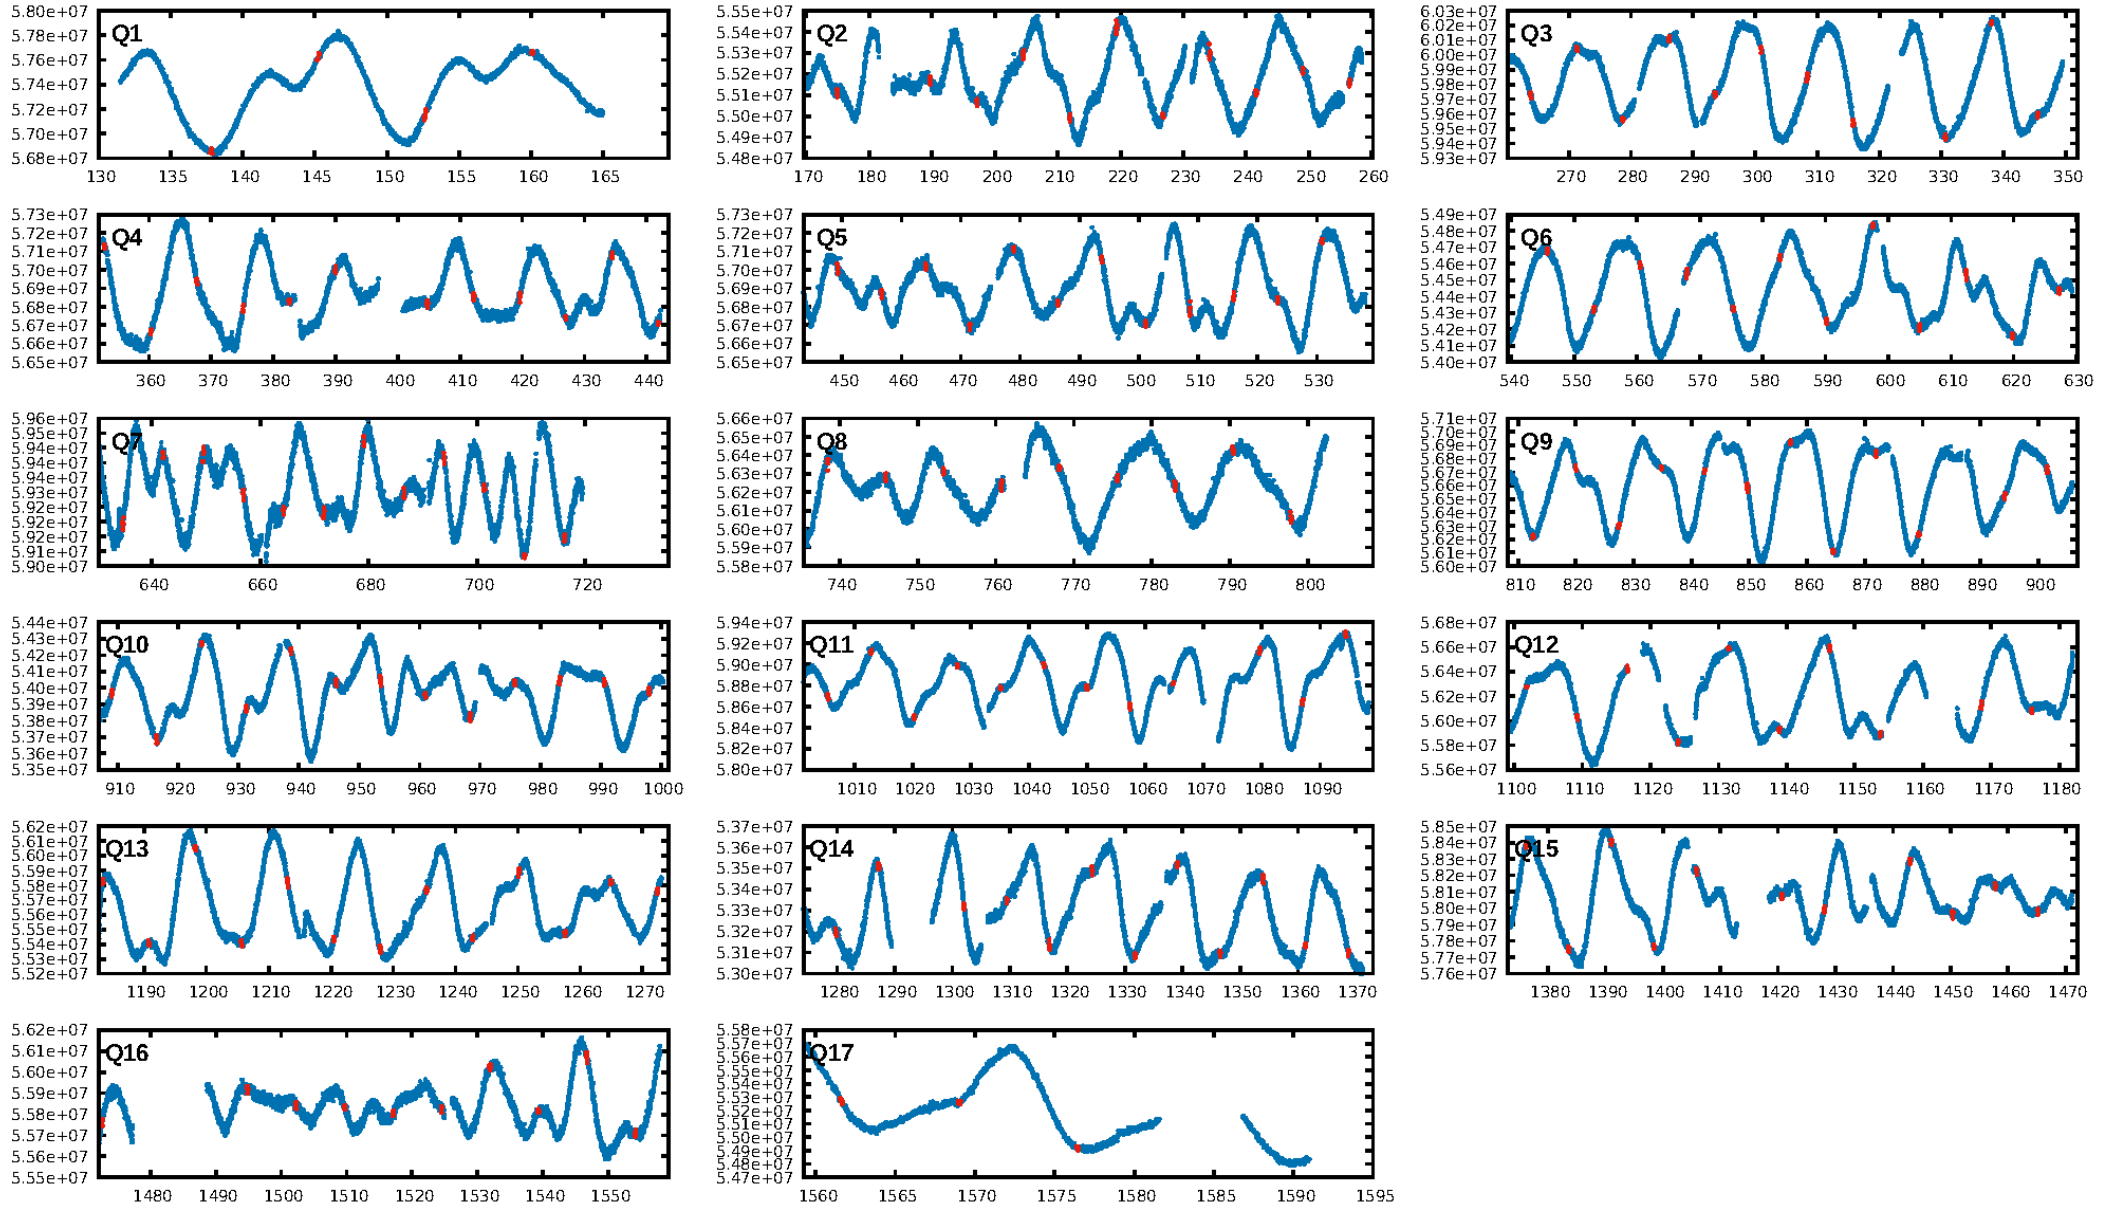 Q1
5.80e+07
5.78e+07
5.76e+07
5.74e+07
5.72e+07
5.70e+07
5.68e+07
130 135 140 145 150 155 160 165
Q2
5.55e+07
5.54e+07
5.53e+07
5.52e+07
5.51e+07
5.50e+07
5.49e+07
5.48e+07
170 180 190 200 210 220 230 240 250 260
Q3
6.03e+07
6.02e+07
6.01e+07
6.00e+07
5.99e+07
5.98e+07
5.97e+07
5.96e+07
5.95e+07
5.94e+07
5.93e+07
270 280 290 300 310 320 330 340 350
Q4
5.73e+07
5.72e+07
5.71e+07
5.70e+07
5.69e+07
5.68e+07
5.67e+07
5.66e+07
5.65e+07
360 370 380 390 400 410 420 430 440
Q5
5.73e+07
5.72e+07
5.71e+07
5.70e+07
5.69e+07
5.68e+07
5.67e+07
5.66e+07
5.65e+07
450 460 470 480 490 500 510 520 530
Q6
5.49e+07
5.48e+07
5.47e+07
5.46e+07
5.45e+07
5.44e+07
5.43e+07
5.42e+07
5.41e+07
5.40e+07
540 550 560 570 580 590 600 610 620 630
Q7
5.96e+07
5.95e+07
5.94e+07
5.94e+07
5.93e+07
5.92e+07
5.92e+07
5.91e+07
5.91e+07
5.90e+07
640 660 680 700 720
Q8
5.66e+07
5.65e+07
5.64e+07
5.63e+07
5.62e+07
5.61e+07
5.60e+07
5.59e+07
5.58e+07
740 750 760 770 780 790 800
Q9
5.71e+07
5.70e+07
5.69e+07
5.68e+07
5.67e+07
5.66e+07
5.65e+07
5.64e+07
5.63e+07
5.62e+07
5.61e+07
5.60e+07
810 820 830 840 850 860 870 880 890 900
Q10
5.44e+07
5.43e+07
5.42e+07
5.41e+07
5.40e+07
5.39e+07
5.38e+07
5.37e+07
5.36e+07
5.35e+07
910 920 930 940 950 960 970 980 990 1000
Q11
5.94e+07
5.92e+07
5.90e+07
5.88e+07
5.86e+07
5.84e+07
5.82e+07
5.80e+07
1010 1020 1030 1040 1050 1060 1070 1080 1090
Q12
5.68e+07
5.66e+07
5.64e+07
5.62e+07
5.60e+07
5.58e+07
5.56e+07
1100 1110 1120 1130 1140 1150 1160 1170 1180
Q13
5.62e+07
5.61e+07
5.60e+07
5.59e+07
5.58e+07
5.57e+07
5.56e+07
5.55e+07
5.54e+07
5.53e+07
5.52e+07
1190 1200 1210 1220 1230 1240 1250 1260 1270
Q14
5.37e+07
5.36e+07
5.35e+07
5.34e+07
5.33e+07
5.32e+07
5.31e+07
5.30e+07
1280 1290 1300 1310 1320 1330 1340 1350 1360 1370
Q15
5.85e+07
5.84e+07
5.83e+07
5.82e+07
5.81e+07
5.80e+07
5.79e+07
5.78e+07
5.77e+07
5.76e+07
1380 1390 1400 1410 1420 1430 1440 1450 1460 1470
Q16
5.62e+07
5.61e+07
5.60e+07
5.59e+07
5.58e+07
5.57e+07
5.56e+07
5.55e+07
1480 1490 1500 1510 1520 1530 1540 1550
Q17
5.58e+07
5.57e+07
5.56e+07
5.55e+07
5.54e+07
5.53e+07
5.52e+07
5.51e+07
5.50e+07
5.49e+07
5.48e+07
5.47e+07
1560 1565 1570 1575 1580 1585 1590 1595